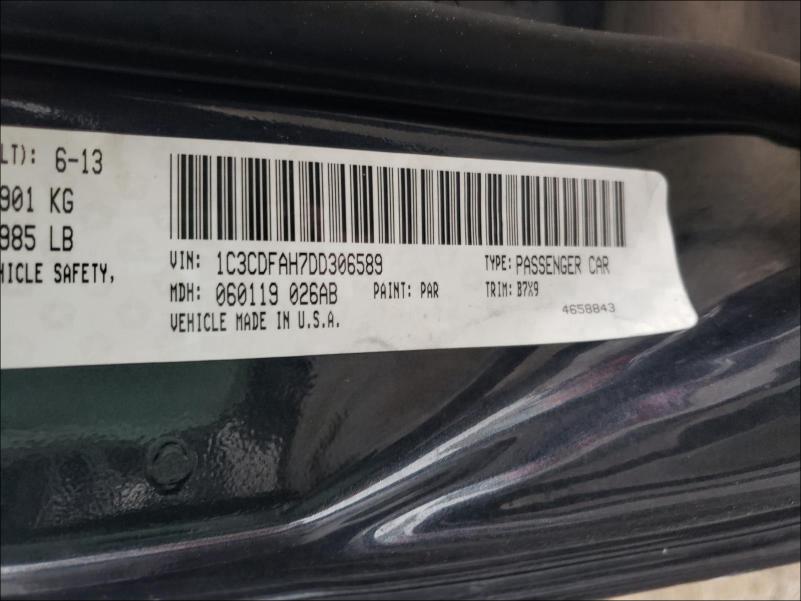 LT): 6-13
901 KG
985 LB
HICLE SAFETY,
VIN: 1C3CDFAH7DD306589 TYPE: PASSENGER CAR
MDH: 060119 026AB PAINT: PAR TRIM: B7X9
VEHICLE MADE IN U.S.A. 4658843